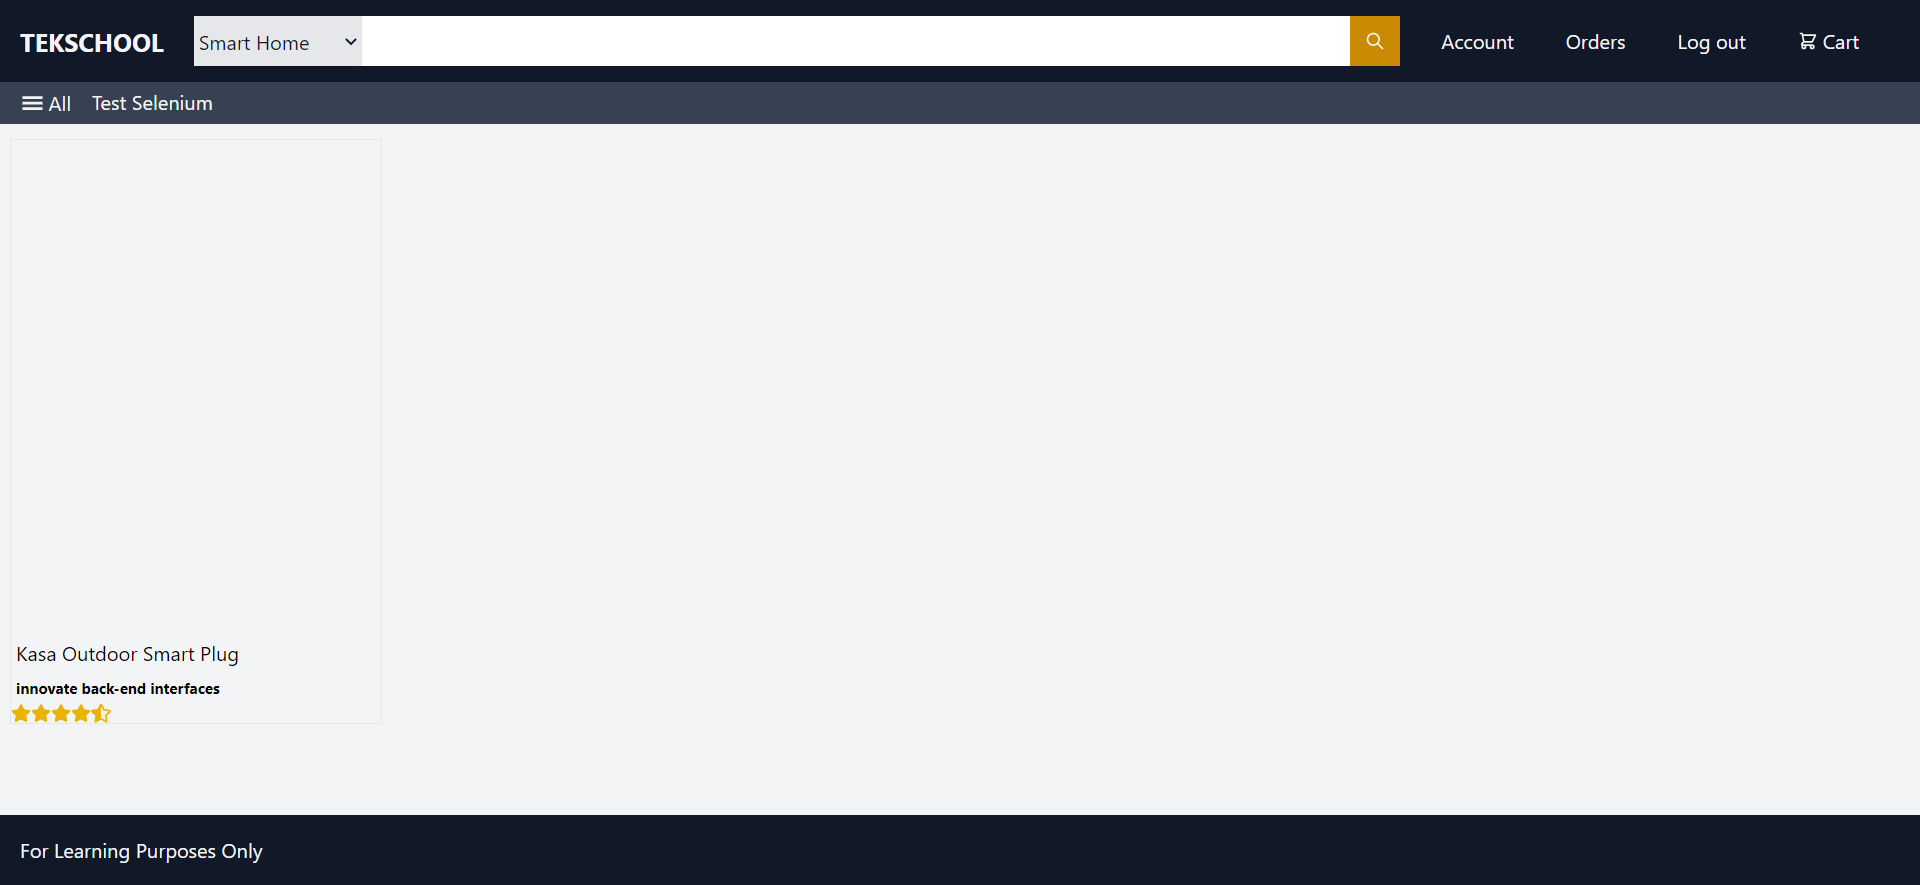 TEKSCHOOL
Smart Home
Account
Orders
Log out
Cart
All
Test Selenium
Kasa Outdoor Smart Plug
innovate back-end interfaces
For Learning Purposes Only